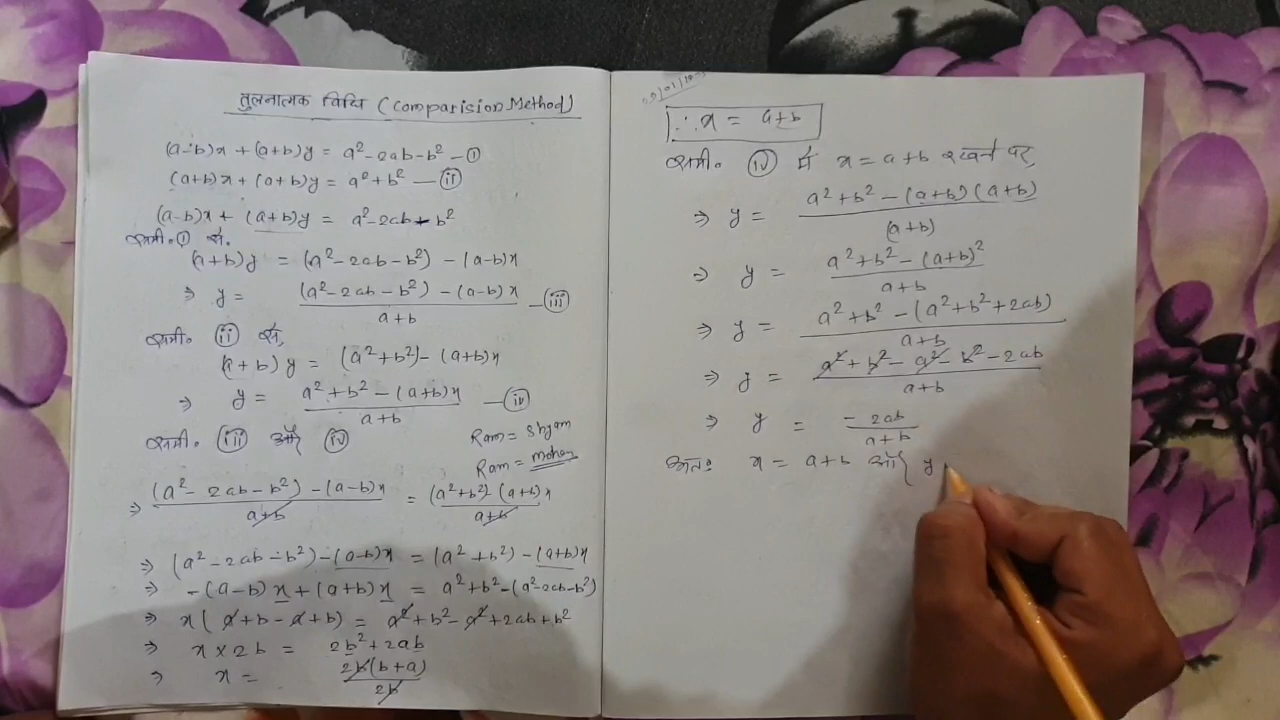 तुलनात्मक विधि (Comparision Method)
(a-b)x + (a+b)y = a² - 2ab - b² — ①
(a+b)x + (a+b)y = a² + b² — ⓘⓘ
(a-b)x + (a+b)y = a² - 2ab - b²
समी० ① से,
(a+b)y = (a² - 2ab - b²) - (a-b)x
⇒ y = (a² - 2ab - b²) - (a-b)x / a+b — (iii)
समी० (ii) से,
(a+b)y = (a² + b²) - (a+b)x
⇒ y = a² + b² - (a+b)x / a+b — (iv)
समी० (iii) और (iv)
Ram = Shyam
Ram = mohan
⇒ (a² - 2ab - b²) - (a-b)x / a+b = (a² + b²) - (a+b)x / a+b
⇒ (a² - 2ab - b²) - (a-b)x = (a² + b²) - (a+b)x
⇒ -(a-b)x + (a+b)x = a² + b² - (a² - 2ab - b²)
⇒ x(a + b - a + b) = a² + b² - a² + 2ab + b²
⇒ x × 2b = 2b² + 2ab
⇒ x = 2b(b+a) / 2b
∴ x = a+b
समी० (iv) में x = a+b रखने पर,
⇒ y = a² + b² - (a+b)(a+b) / (a+b)
⇒ y = a² + b² - (a+b)² / a+b
⇒ y = a² + b² - (a² + b² + 2ab) / a+b
⇒ y = a² + b² - a² - b² - 2ab / a+b
⇒ y = - 2ab / a+b
अतः x = a+b और y